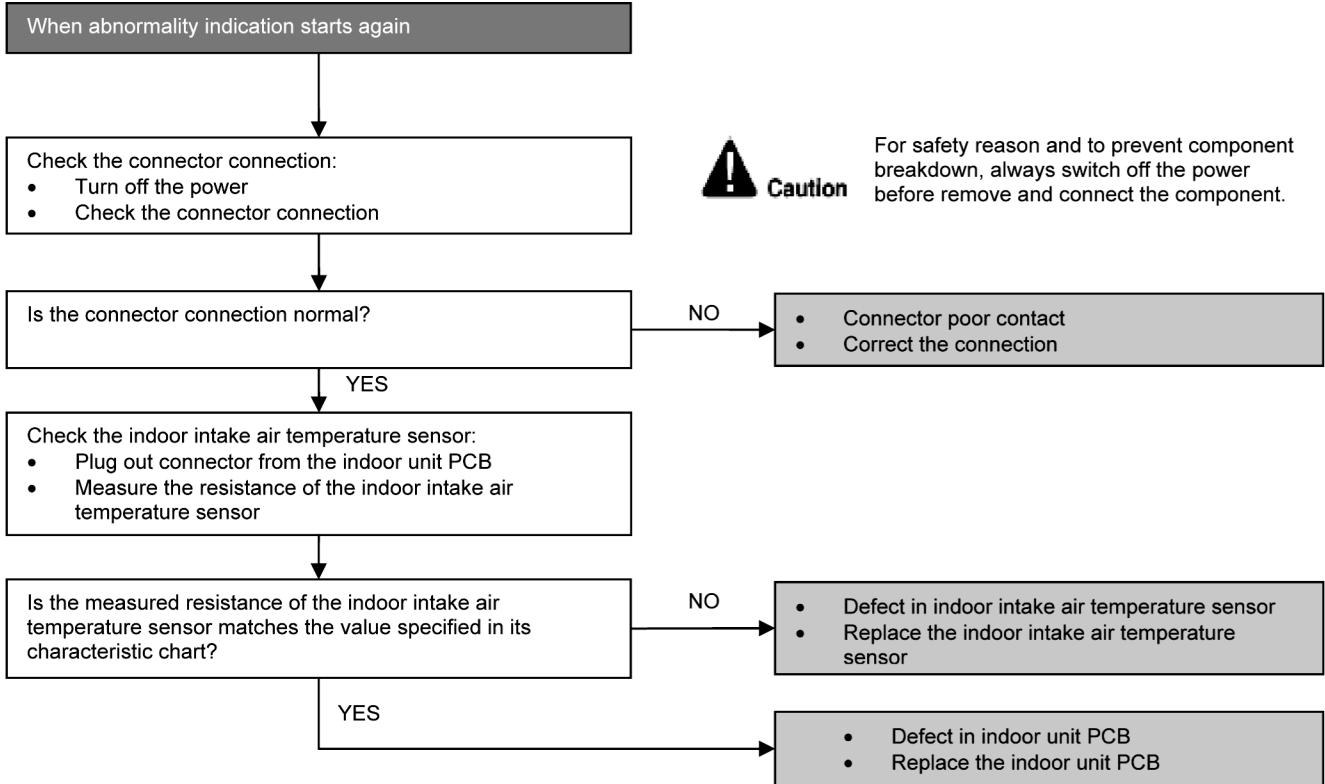 When abnormality indication starts again
Check the connector connection:
• Turn off the power
• Check the connector connection
Caution
For safety reason and to prevent component
breakdown, always switch off the power
before remove and connect the component.
Is the connector connection normal?
NO
• Connector poor contact
• Correct the connection
YES
Check the indoor intake air temperature sensor:
• Plug out connector from the indoor unit PCB
• Measure the resistance of the indoor intake air
temperature sensor
Is the measured resistance of the indoor intake air
temperature sensor matches the value specified in its
characteristic chart?
NO
• Defect in indoor intake air temperature sensor
• Replace the indoor intake air temperature
sensor
YES
• Defect in indoor unit PCB
• Replace the indoor unit PCB